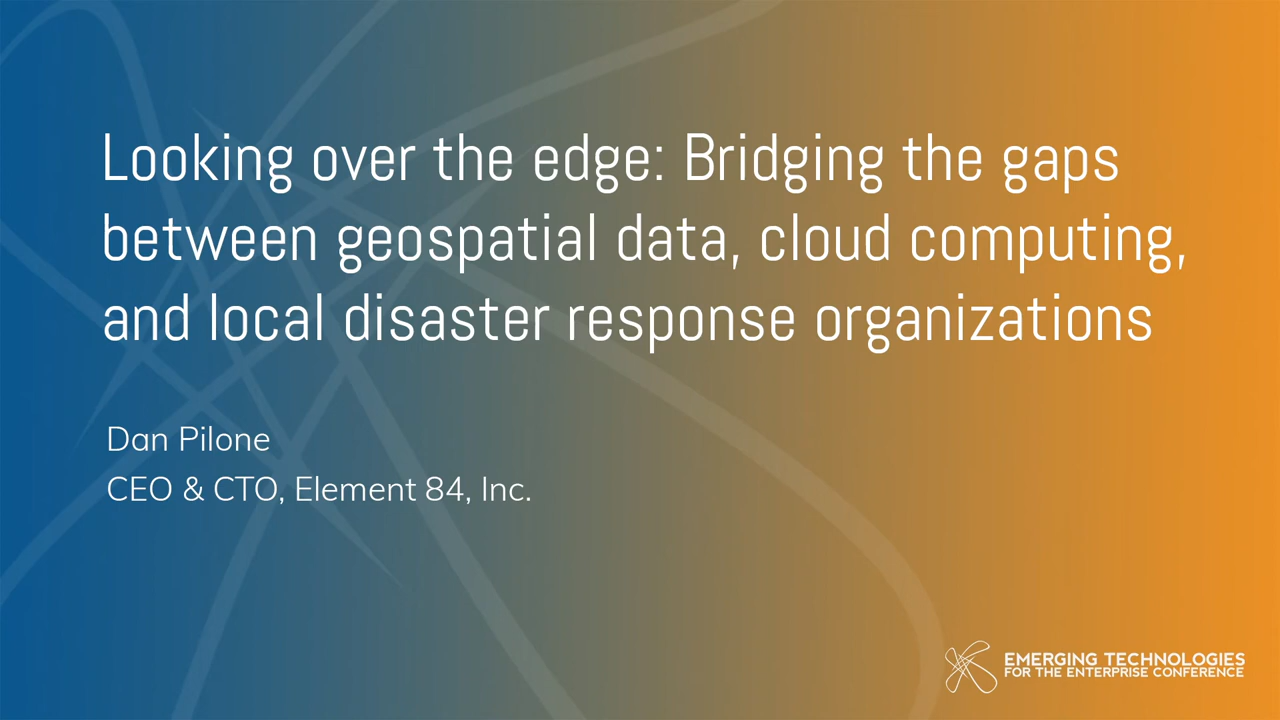 Looking over the edge: Bridging the gaps
between geospatial data, cloud computing,
and local disaster response organizations
Dan Pilone
CEO & CTO, Element 84, Inc.
EMERGING TECHNOLOGIES
FOR THE ENTERPRISE CONFERENCE